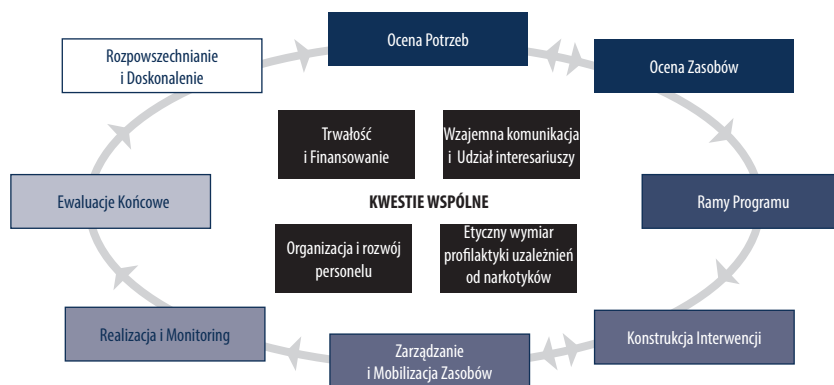 Ocena Potrzeb
Rozpowszechnianie
i Doskonalenie
Ocena Zasobów
Trwałość
i Finansowanie
Wzajemna komunikacja
i Udział interesariuszy
Ewaluacje Końcowe
KWESTIE WSPÓLNE
Ramy Programu
Organizacja i rozwój
personelu
Etyczny wymiar
profilaktyki uzależnień
od narkotyków
Realizacja i Monitoring
Zarządzanie
i Mobilizacja Zasobów
Konstrukcja Interwencji